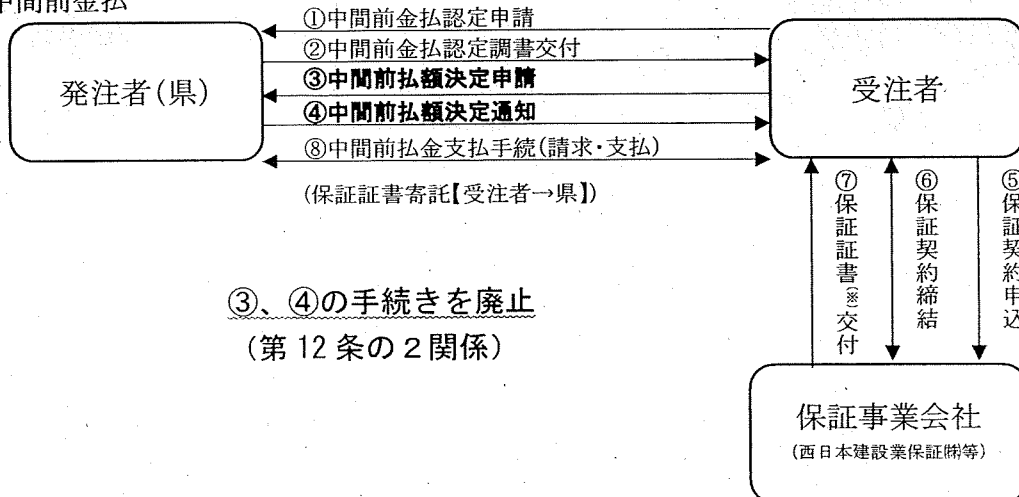 中間前金払
①中間前金払認定申請
②中間前金払認定調書交付
③中間前払額決定申請
④中間前払額決定通知
⑧中間前払金支払手続(請求・支払)
(保証証書寄託【受注者→県】)
発注者(県)
受注者
⑦保証証書(※)交付
⑥保証契約締結
⑤保証契約申込
③、④の手続きを廃止
(第12条の2関係)
保証事業会社
(西日本建設業保証㈱等)